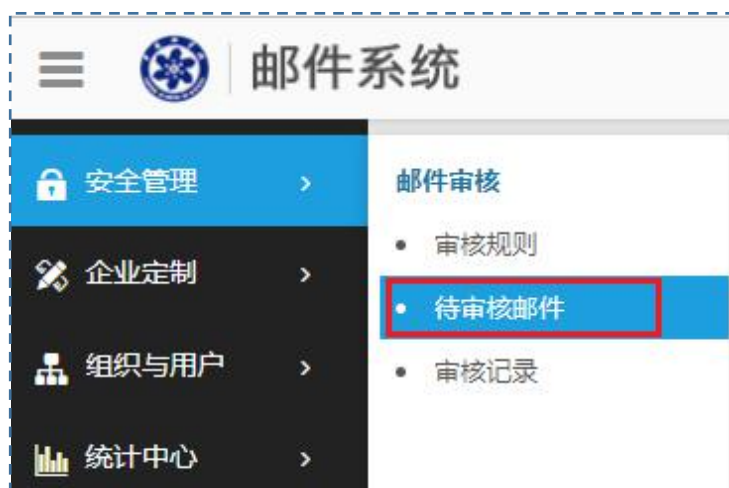 邮件系统
安全管理
企业定制
组织与用户
统计中心
邮件审核
审核规则
待审核邮件
审核记录